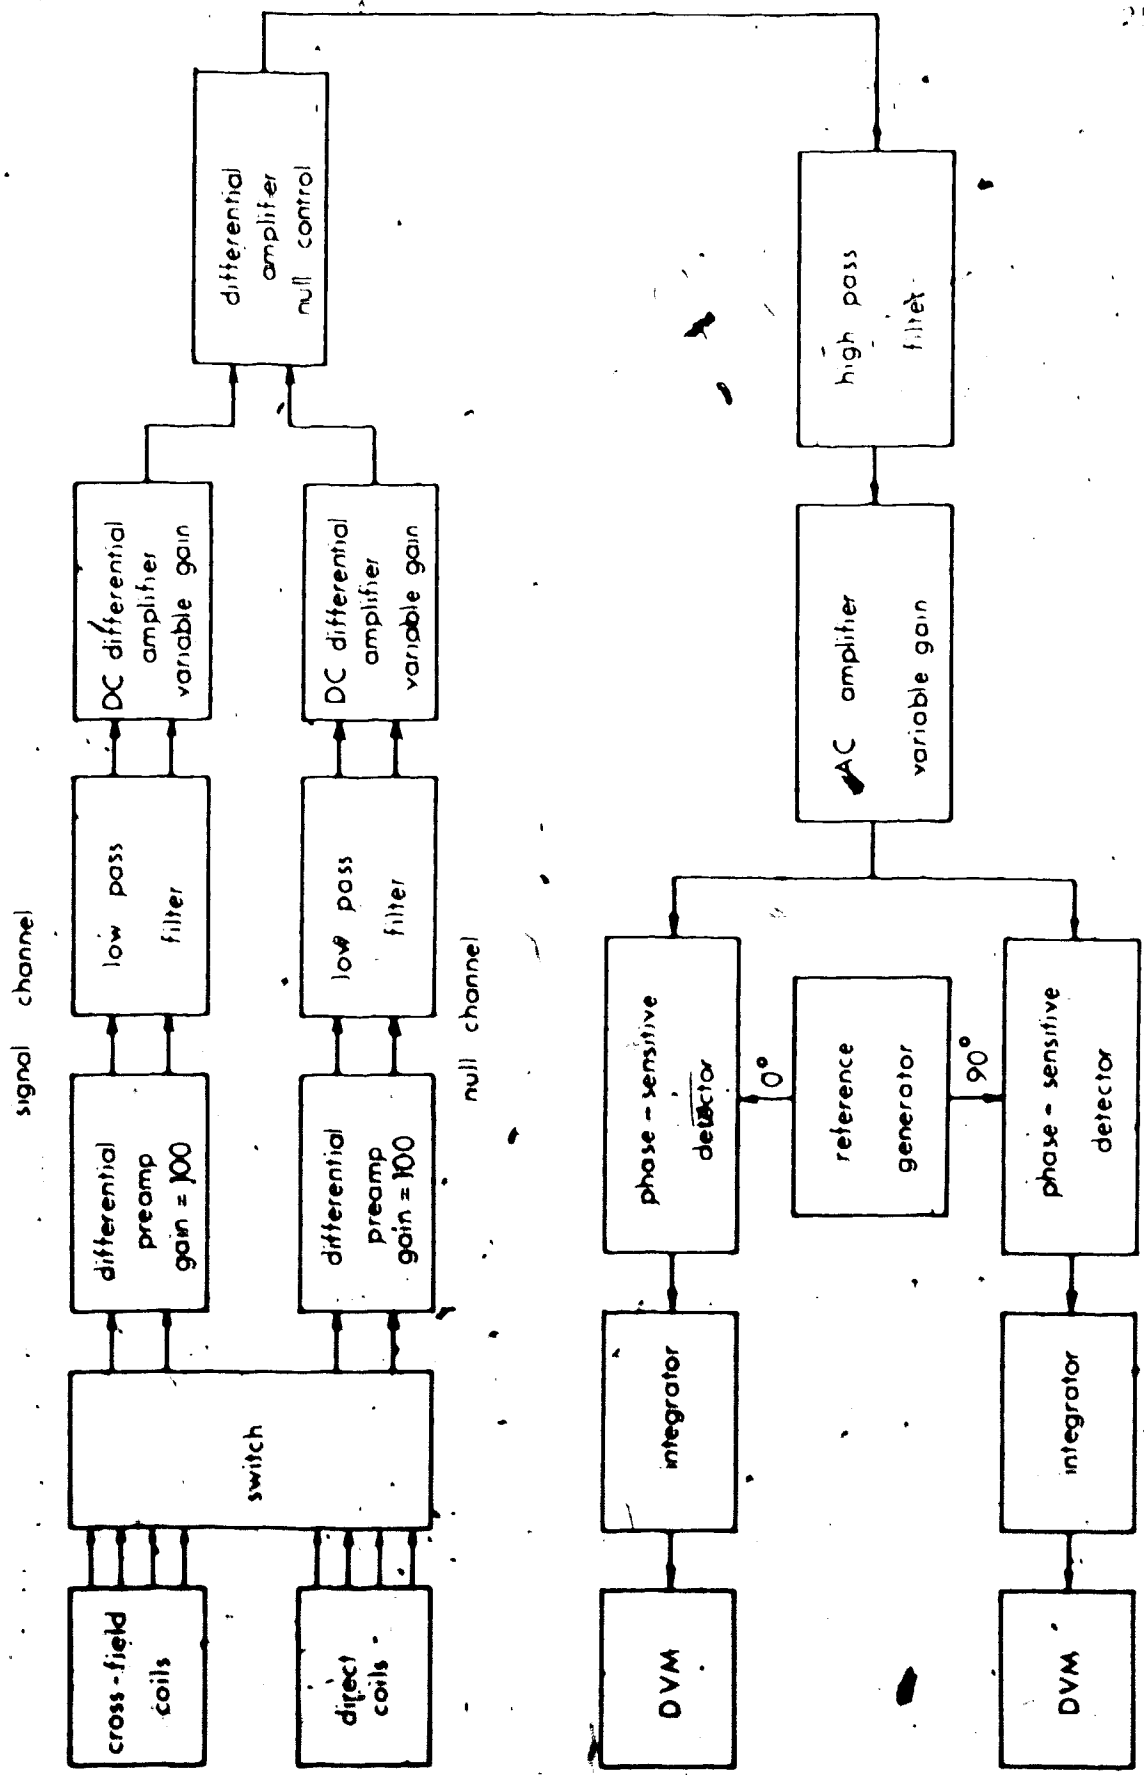 signal channel
cross-field
coils
direct
coils
switch
differential
preamp
gain = 100
low pass
filter
DC differential
amplifier
variable gain
differential
preamp
gain = 100
low pass
filter
DC differential
amplifier
variable gain
null channel
differential
amplifier
null control
high pass
filter
AC amplifier
variable gain
phase-sensitive
detector
0°
reference
generator
90°
phase-sensitive
detector
integrator
DVM
integrator
DVM